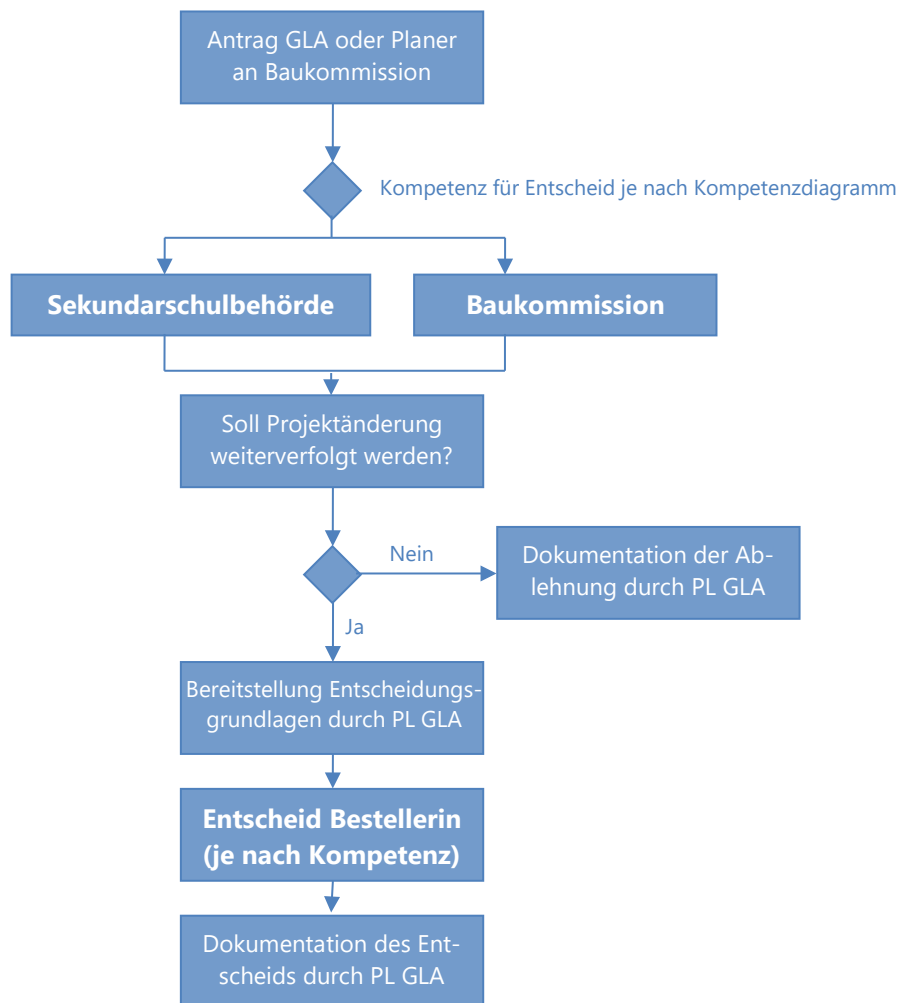 Antrag GLA oder Planer
an Baukommission
Kompetenz für Entscheid je nach Kompetenzdiagramm
Sekundarschulbehörde
Baukommission
Soll Projektänderung
weiterverfolgt werden?
Nein
Dokumentation der Ab-
lehnung durch PL GLA
Ja
Bereitstellung Entscheidungs-
grundlagen durch PL GLA
Entscheid Bestellerin
(je nach Kompetenz)
Dokumentation des Ent-
scheids durch PL GLA